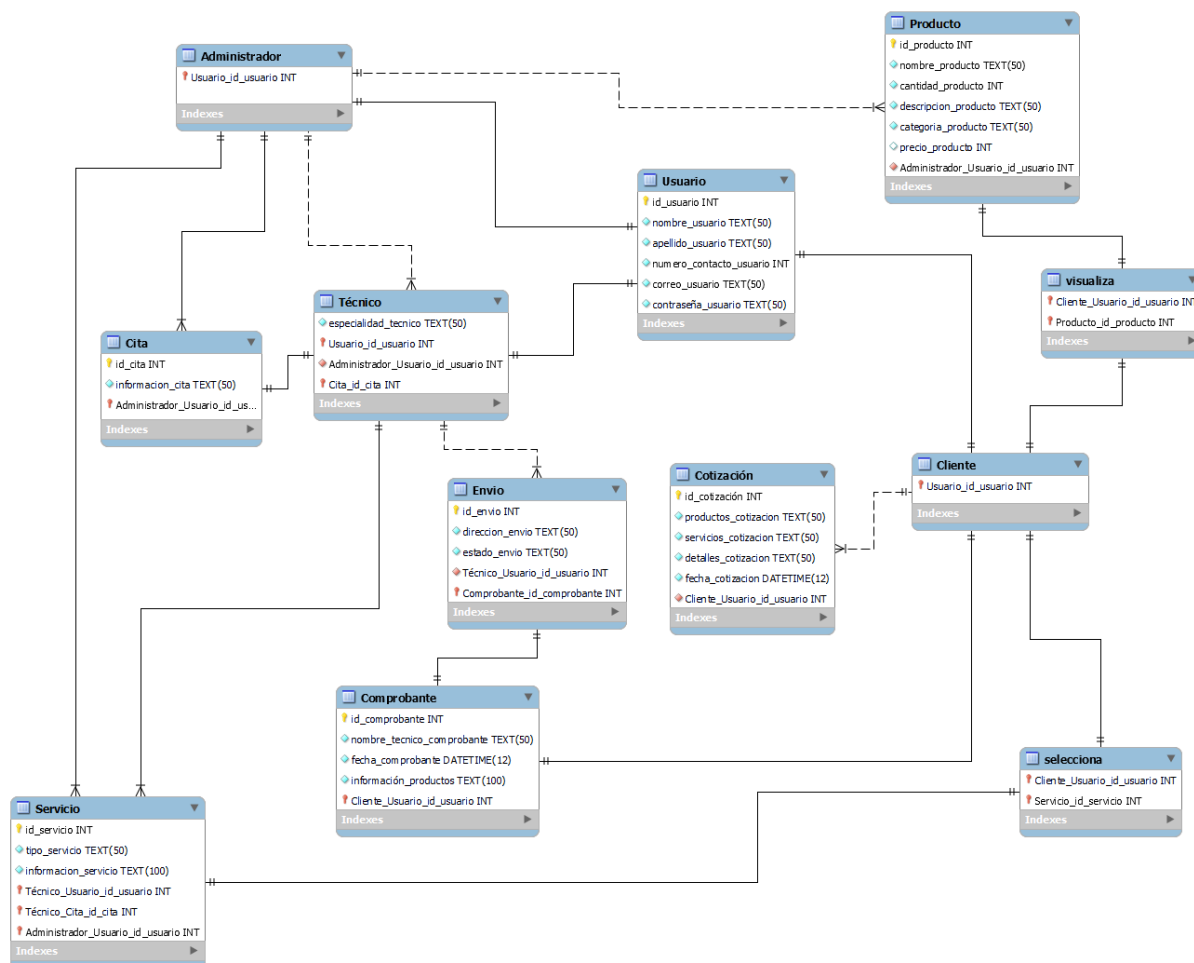 Administrador
Usuario_id_usuario INT
Indexes
Producto
id_producto INT
nombre_producto TEXT(50)
cantidad_producto INT
descripcion_producto TEXT(50)
categoria_producto TEXT(50)
precio_producto INT
Administrador_Usuario_id_usuario INT
Indexes
Usuario
id_usuario INT
nombre_usuario TEXT(50)
apellido_usuario TEXT(50)
numero_contacto_usuario INT
correo_usuario TEXT(50)
contraseña_usuario TEXT(50)
Indexes
visualiza
Cliente_Usuario_id_usuario INT
Producto_id_producto INT
Indexes
Técnico
especialidad_tecnico TEXT(50)
Usuario_id_usuario INT
Administrador_Usuario_id_usuario INT
Cita_id_cita INT
Indexes
Cita
id_cita INT
informacion_cita TEXT(50)
Administrador_Usuario_id_us...
Indexes
Cliente
Usuario_id_usuario INT
Indexes
Cotización
id_cotización INT
productos_cotizacion TEXT(50)
servicios_cotizacion TEXT(50)
detalles_cotizacion TEXT(50)
fecha_cotizacion DATETIME(12)
Cliente_Usuario_id_usuario INT
Indexes
Envio
id_envio INT
direccion_envio TEXT(50)
estado_envio TEXT(50)
Técnico_Usuario_id_usuario INT
Comprobante_id_comprobante INT
Indexes
Comprobante
id_comprobante INT
nombre_tecnico_comprobante TEXT(50)
fecha_comprobante DATETIME(12)
información_productos TEXT(100)
Cliente_Usuario_id_usuario INT
Indexes
selecciona
Cliente_Usuario_id_usuario INT
Servicio_id_servicio INT
Indexes
Servicio
id_servicio INT
tipo_servicio TEXT(50)
informacion_servicio TEXT(100)
Técnico_Usuario_id_usuario INT
Técnico_Cita_id_cita INT
Administrador_Usuario_id_usuario INT
Indexes